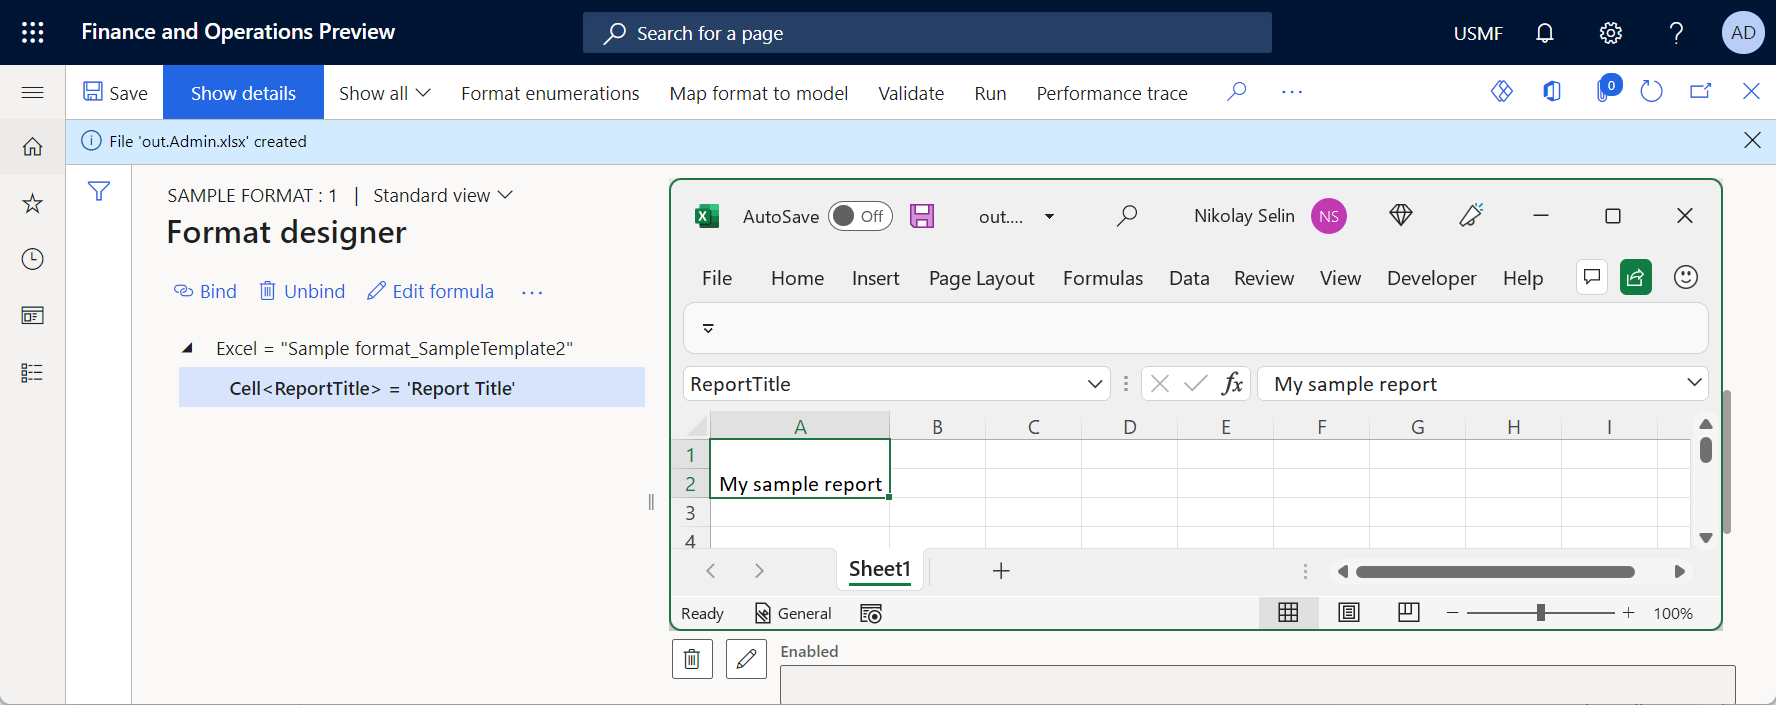 Finance and Operations Preview
Search for a page
USMF
AD
Save
Show details
Show all
Format enumerations
Map format to model
Validate
Run
Performance trace
0
File 'out.Admin.xlsx' created
SAMPLE FORMAT : 1 | Standard view
Format designer
Bind
Unbind
Edit formula
Excel = "Sample format_SampleTemplate2"
Cell<ReportTitle> = 'Report Title'
AutoSave
Off
out....
Nikolay Selin
NS
File
Home
Insert
Page Layout
Formulas
Data
Review
View
Developer
Help
ReportTitle
fx
My sample report
A B C D E F G H I
1
2 My sample report
3
4
Sheet1
Ready
General
100%
Enabled